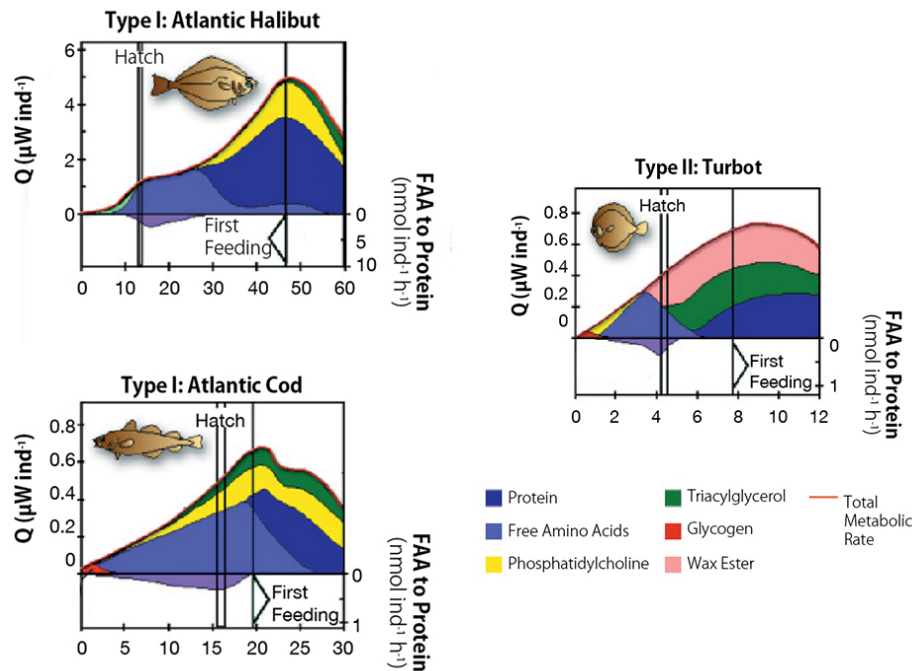 Type I: Atlantic Halibut
Q (µW ind-¹)
6
4
2
0
Hatch
First
Feeding
0
5
10
FAA to Protein
(nmol ind-¹ h-¹)
0 10 20 30 40 50 60
Type II: Turbot
Q (µW ind-¹)
0.8
0.6
0.4
0.2
0
Hatch
First
Feeding
0
1
FAA to Protein
(nmol ind-¹ h-¹)
0 2 4 6 8 10 12
Type I: Atlantic Cod
Q (µW ind-¹)
0.8
0.6
0.4
0.2
0
Hatch
First
Feeding
0
1
FAA to Protein
(nmol ind-¹ h-¹)
0 5 10 15 20 25 30
Protein
Free Amino Acids
Phosphatidylcholine
Triacylglycerol
Glycogen
Wax Ester
Total
Metabolic
Rate